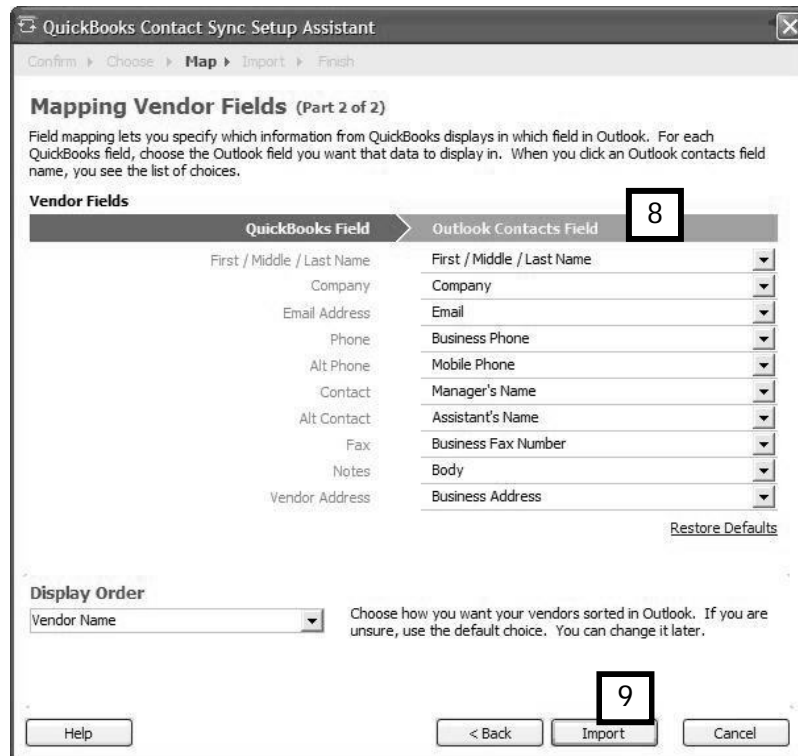 QuickBooks Contact Sync Setup Assistant
Confirm Choose Map Import Finish
Mapping Vendor Fields (Part 2 of 2)
Field mapping lets you specify which information from QuickBooks displays in which field in Outlook. For each
QuickBooks field, choose the Outlook field you want that data to display in. When you click an Outlook contacts field
name, you see the list of choices.
Vendor Fields
QuickBooks Field Outlook Contacts Field 8
First / Middle / Last Name First / Middle / Last Name
Company Company
Email Address Email
Phone Business Phone
Alt Phone Mobile Phone
Contact Manager's Name
Alt Contact Assistant's Name
Fax Business Fax Number
Notes Body
Vendor Address Business Address
Restore Defaults
Display Order
Vendor Name Choose how you want your vendors sorted in Outlook. If you are
unsure, use the default choice. You can change it later.
9
Help < Back Import Cancel